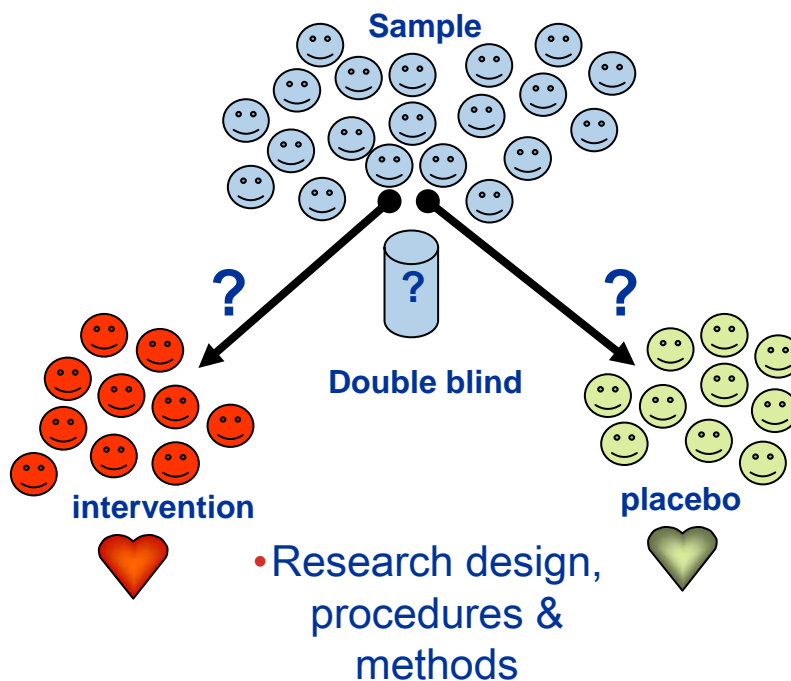 Sample
?
?
?
Double blind
intervention
placebo
•Research design,
procedures &
methods